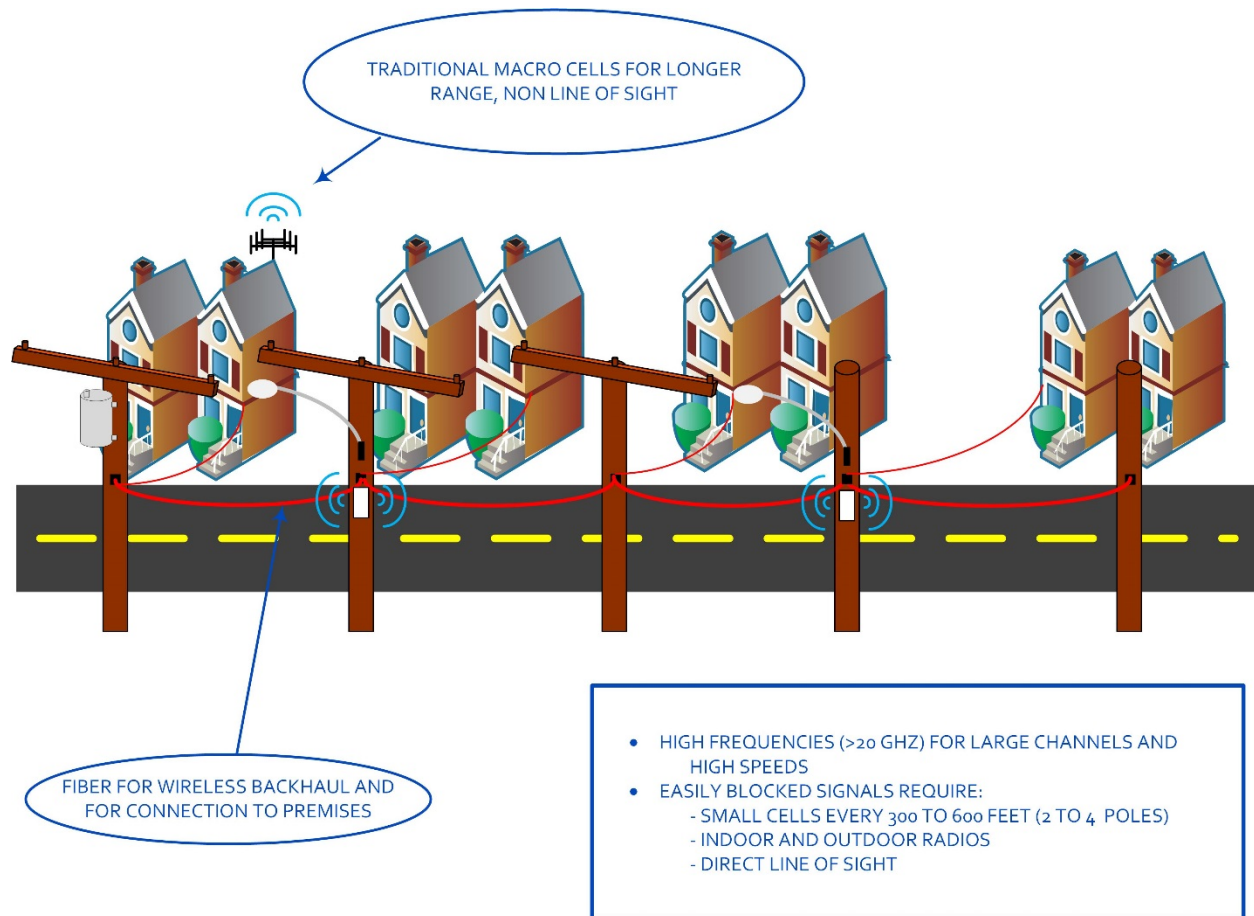 TRADITIONAL MACRO CELLS FOR LONGER
RANGE, NON LINE OF SIGHT
FIBER FOR WIRELESS BACKHAUL AND
FOR CONNECTION TO PREMISES
• HIGH FREQUENCIES (>20 GHZ) FOR LARGE CHANNELS AND
HIGH SPEEDS
• EASILY BLOCKED SIGNALS REQUIRE:
- SMALL CELLS EVERY 300 TO 600 FEET (2 TO 4 POLES)
- INDOOR AND OUTDOOR RADIOS
- DIRECT LINE OF SIGHT